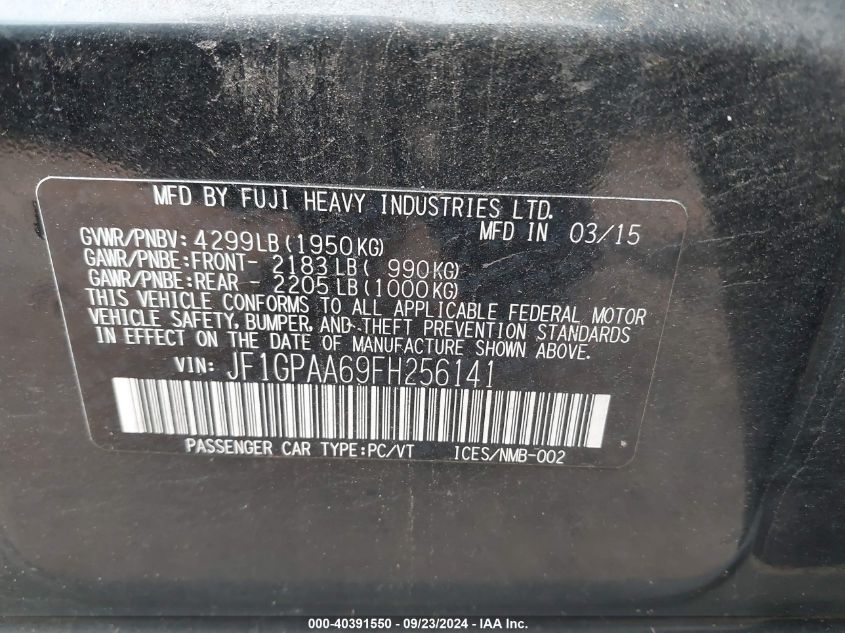 MFD BY FUJI HEAVY INDUSTRIES LTD.
GVWR/PNBV: 4299LB (1950KG) MFD IN 03/15
GAWR/PNBE:FRONT- 2183LB ( 990KG)
GAWR/PNBE:REAR - 2205LB (1000KG)
THIS VEHICLE CONFORMS TO ALL APPLICABLE FEDERAL MOTOR
VEHICLE SAFETY, BUMPER, AND THEFT PREVENTION STANDARDS
IN EFFECT ON THE DATE OF MANUFACTURE SHOWN ABOVE.
VIN: JF1GPAA69FH256141
PASSENGER CAR TYPE:PC/VT ICES/NMB-002
000-40391550 / 09/23/2024 - IAA Inc.